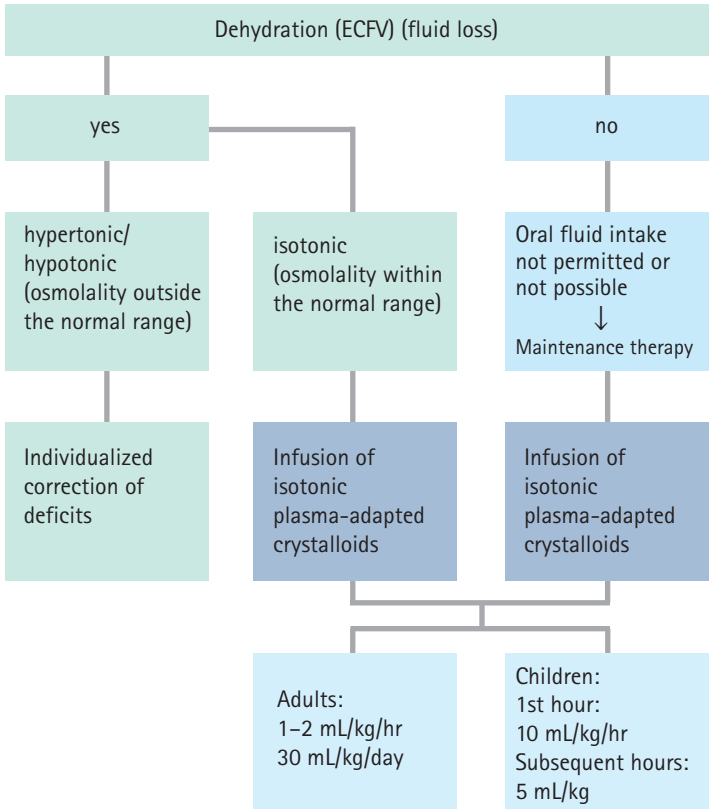 Dehydration (ECFV) (fluid loss)
yes
no
hypertonic/
hypotonic
(osmolality outside
the normal range)
isotonic
(osmolality within
the normal range)
Oral fluid intake
not permitted or
not possible
↓
Maintenance therapy
Individualized
correction of
deficits
Infusion of
isotonic
plasma-adapted
crystalloids
Infusion of
isotonic
plasma-adapted
crystalloids
Adults:
1–2 mL/kg/hr
30 mL/kg/day
Children:
1st hour:
10 mL/kg/hr
Subsequent hours:
5 mL/kg